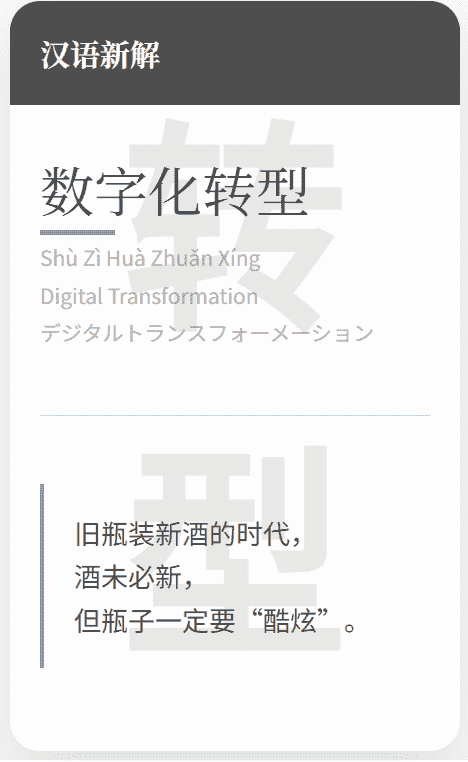 汉语新解
数字化转型
Shù Zì Huà Zhuǎn Xíng
Digital Transformation
デジタルトランスフォーメーション
转
型
旧瓶装新酒的时代，
酒未必新，
但瓶子一定要“酷炫”。